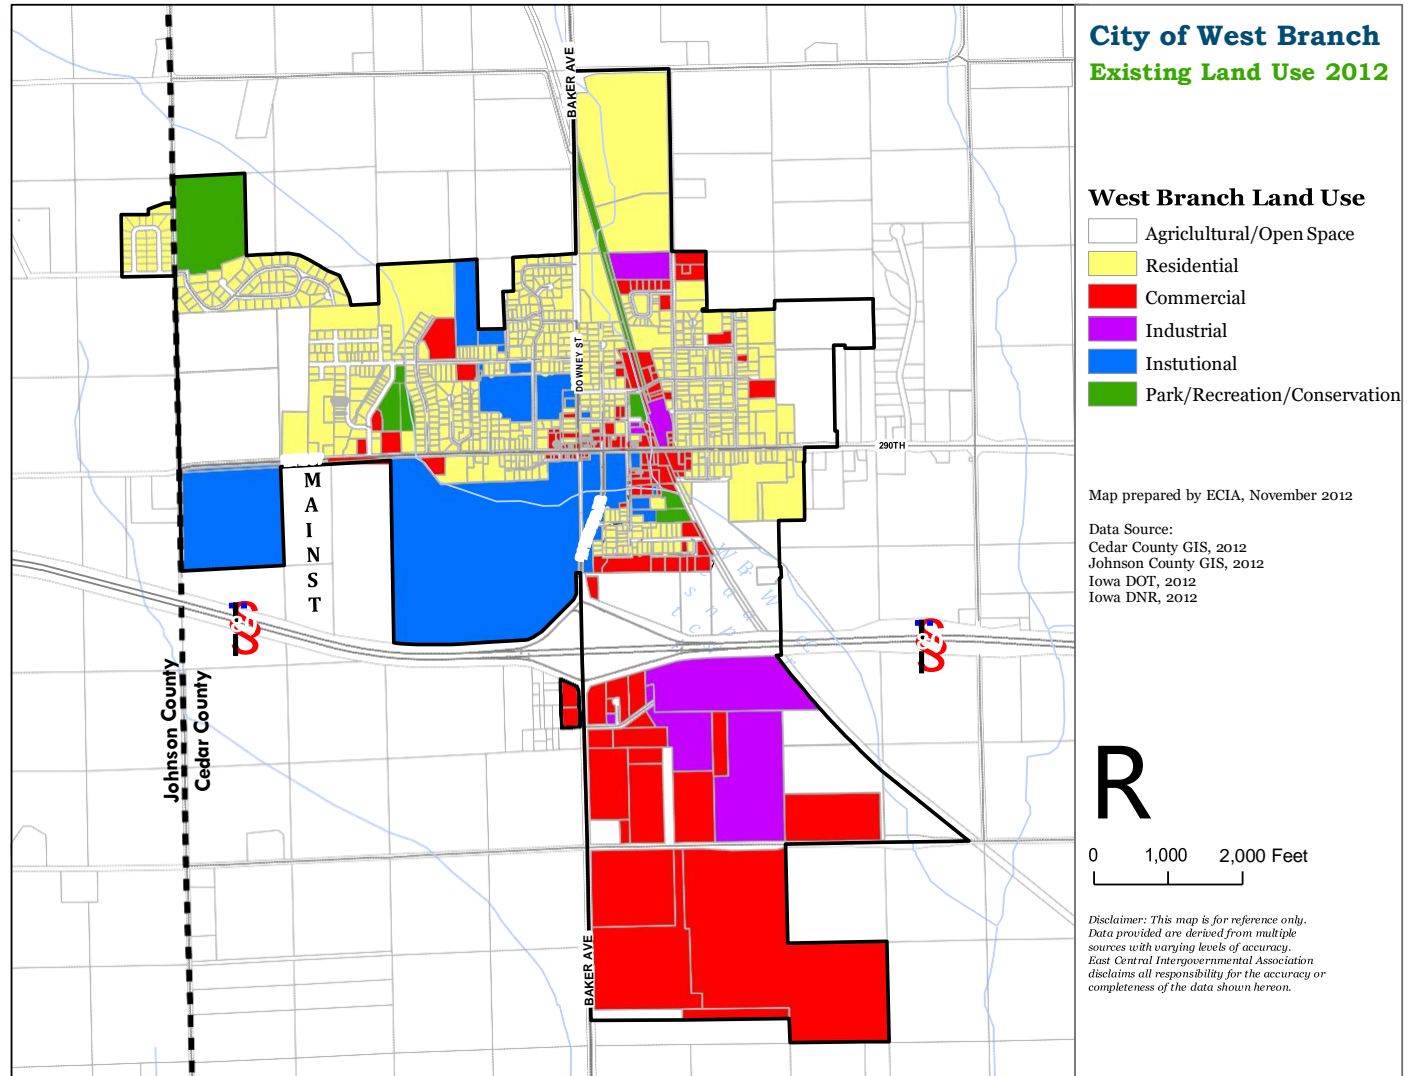 City of West Branch
Existing Land Use 2012
West Branch Land Use
Agriclultural/Open Space
Residential
Commercial
Industrial
Instutional
Park/Recreation/Conservation
Map prepared by ECIA, November 2012
Data Source:
Cedar County GIS, 2012
Johnson County GIS, 2012
Iowa DOT, 2012
Iowa DNR, 2012
R
0 1,000 2,000 Feet
Disclaimer: This map is for reference only.
Data provided are derived from multiple
sources with varying levels of accuracy.
East Central Intergovernmental Association
disclaims all responsibility for the accuracy or
completeness of the data shown hereon.
BAKER AVE
DOWNEY ST
290TH
MAIN ST
Johnson County
Cedar County
BAKER AVE